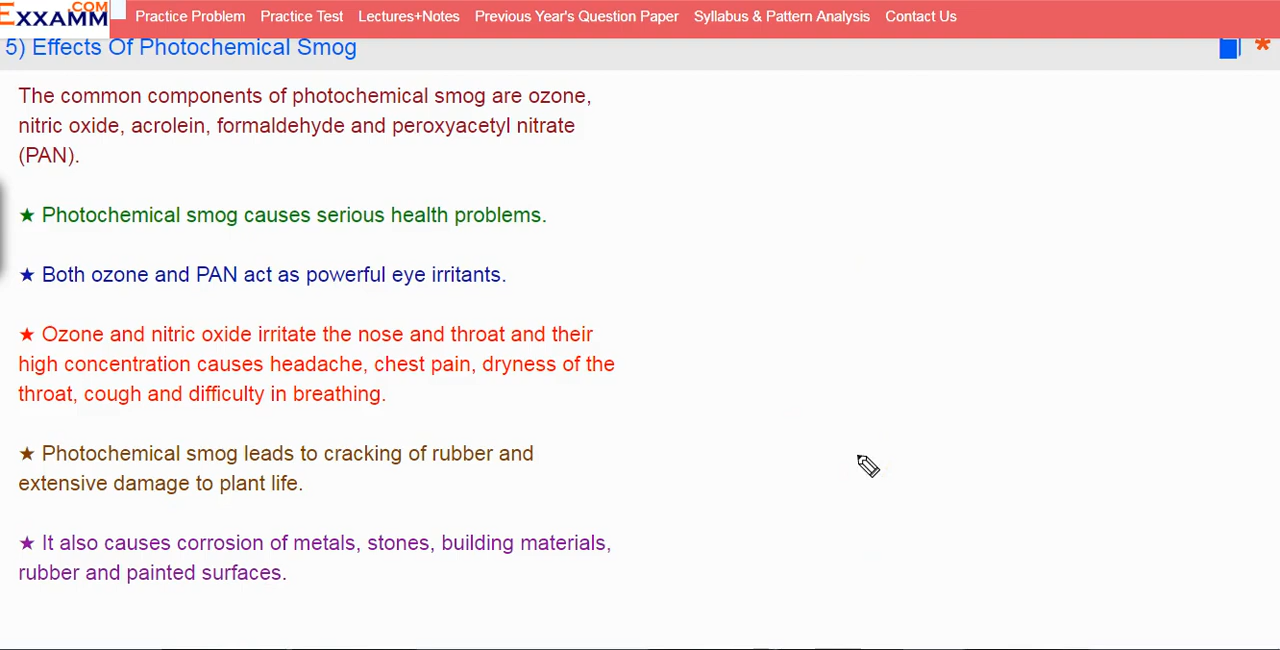 .COM
EXXAMM
Practice Problem Practice Test Lectures+Notes Previous Year's Question Paper Syllabus & Pattern Analysis Contact Us
5) Effects Of Photochemical Smog
*
The common components of photochemical smog are ozone,
nitric oxide, acrolein, formaldehyde and peroxyacetyl nitrate
(PAN).
★ Photochemical smog causes serious health problems.
★ Both ozone and PAN act as powerful eye irritants.
★ Ozone and nitric oxide irritate the nose and throat and their
high concentration causes headache, chest pain, dryness of the
throat, cough and difficulty in breathing.
★ Photochemical smog leads to cracking of rubber and
extensive damage to plant life.
★ It also causes corrosion of metals, stones, building materials,
rubber and painted surfaces.